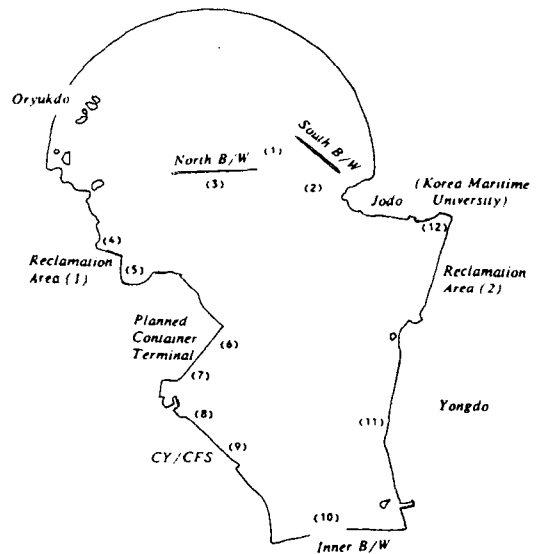 Oryukdo
South B/W
North B/W
(1)
(3)
(2)
Jodo
(Korea Maritime
University)
(12)
(4)
Reclamation
Area (1)
(5)
Reclamation
Area (2)
Planned
Container
Terminal
(6)
(7)
(8)
(9)
CY/CFS
(11)
Yongdo
(10)
Inner B/W